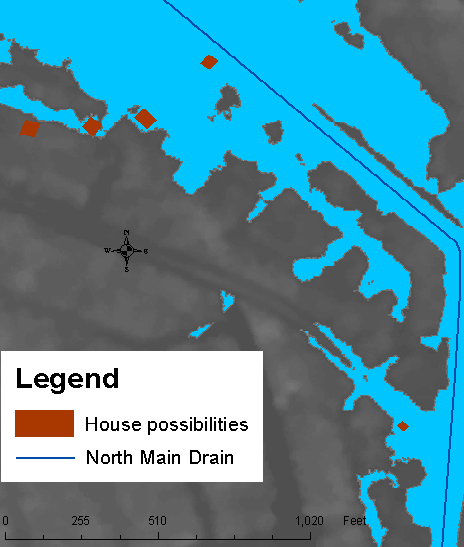 N
W E
S
Legend
House possibilities
North Main Drain
0 255 510 1,020 Feet